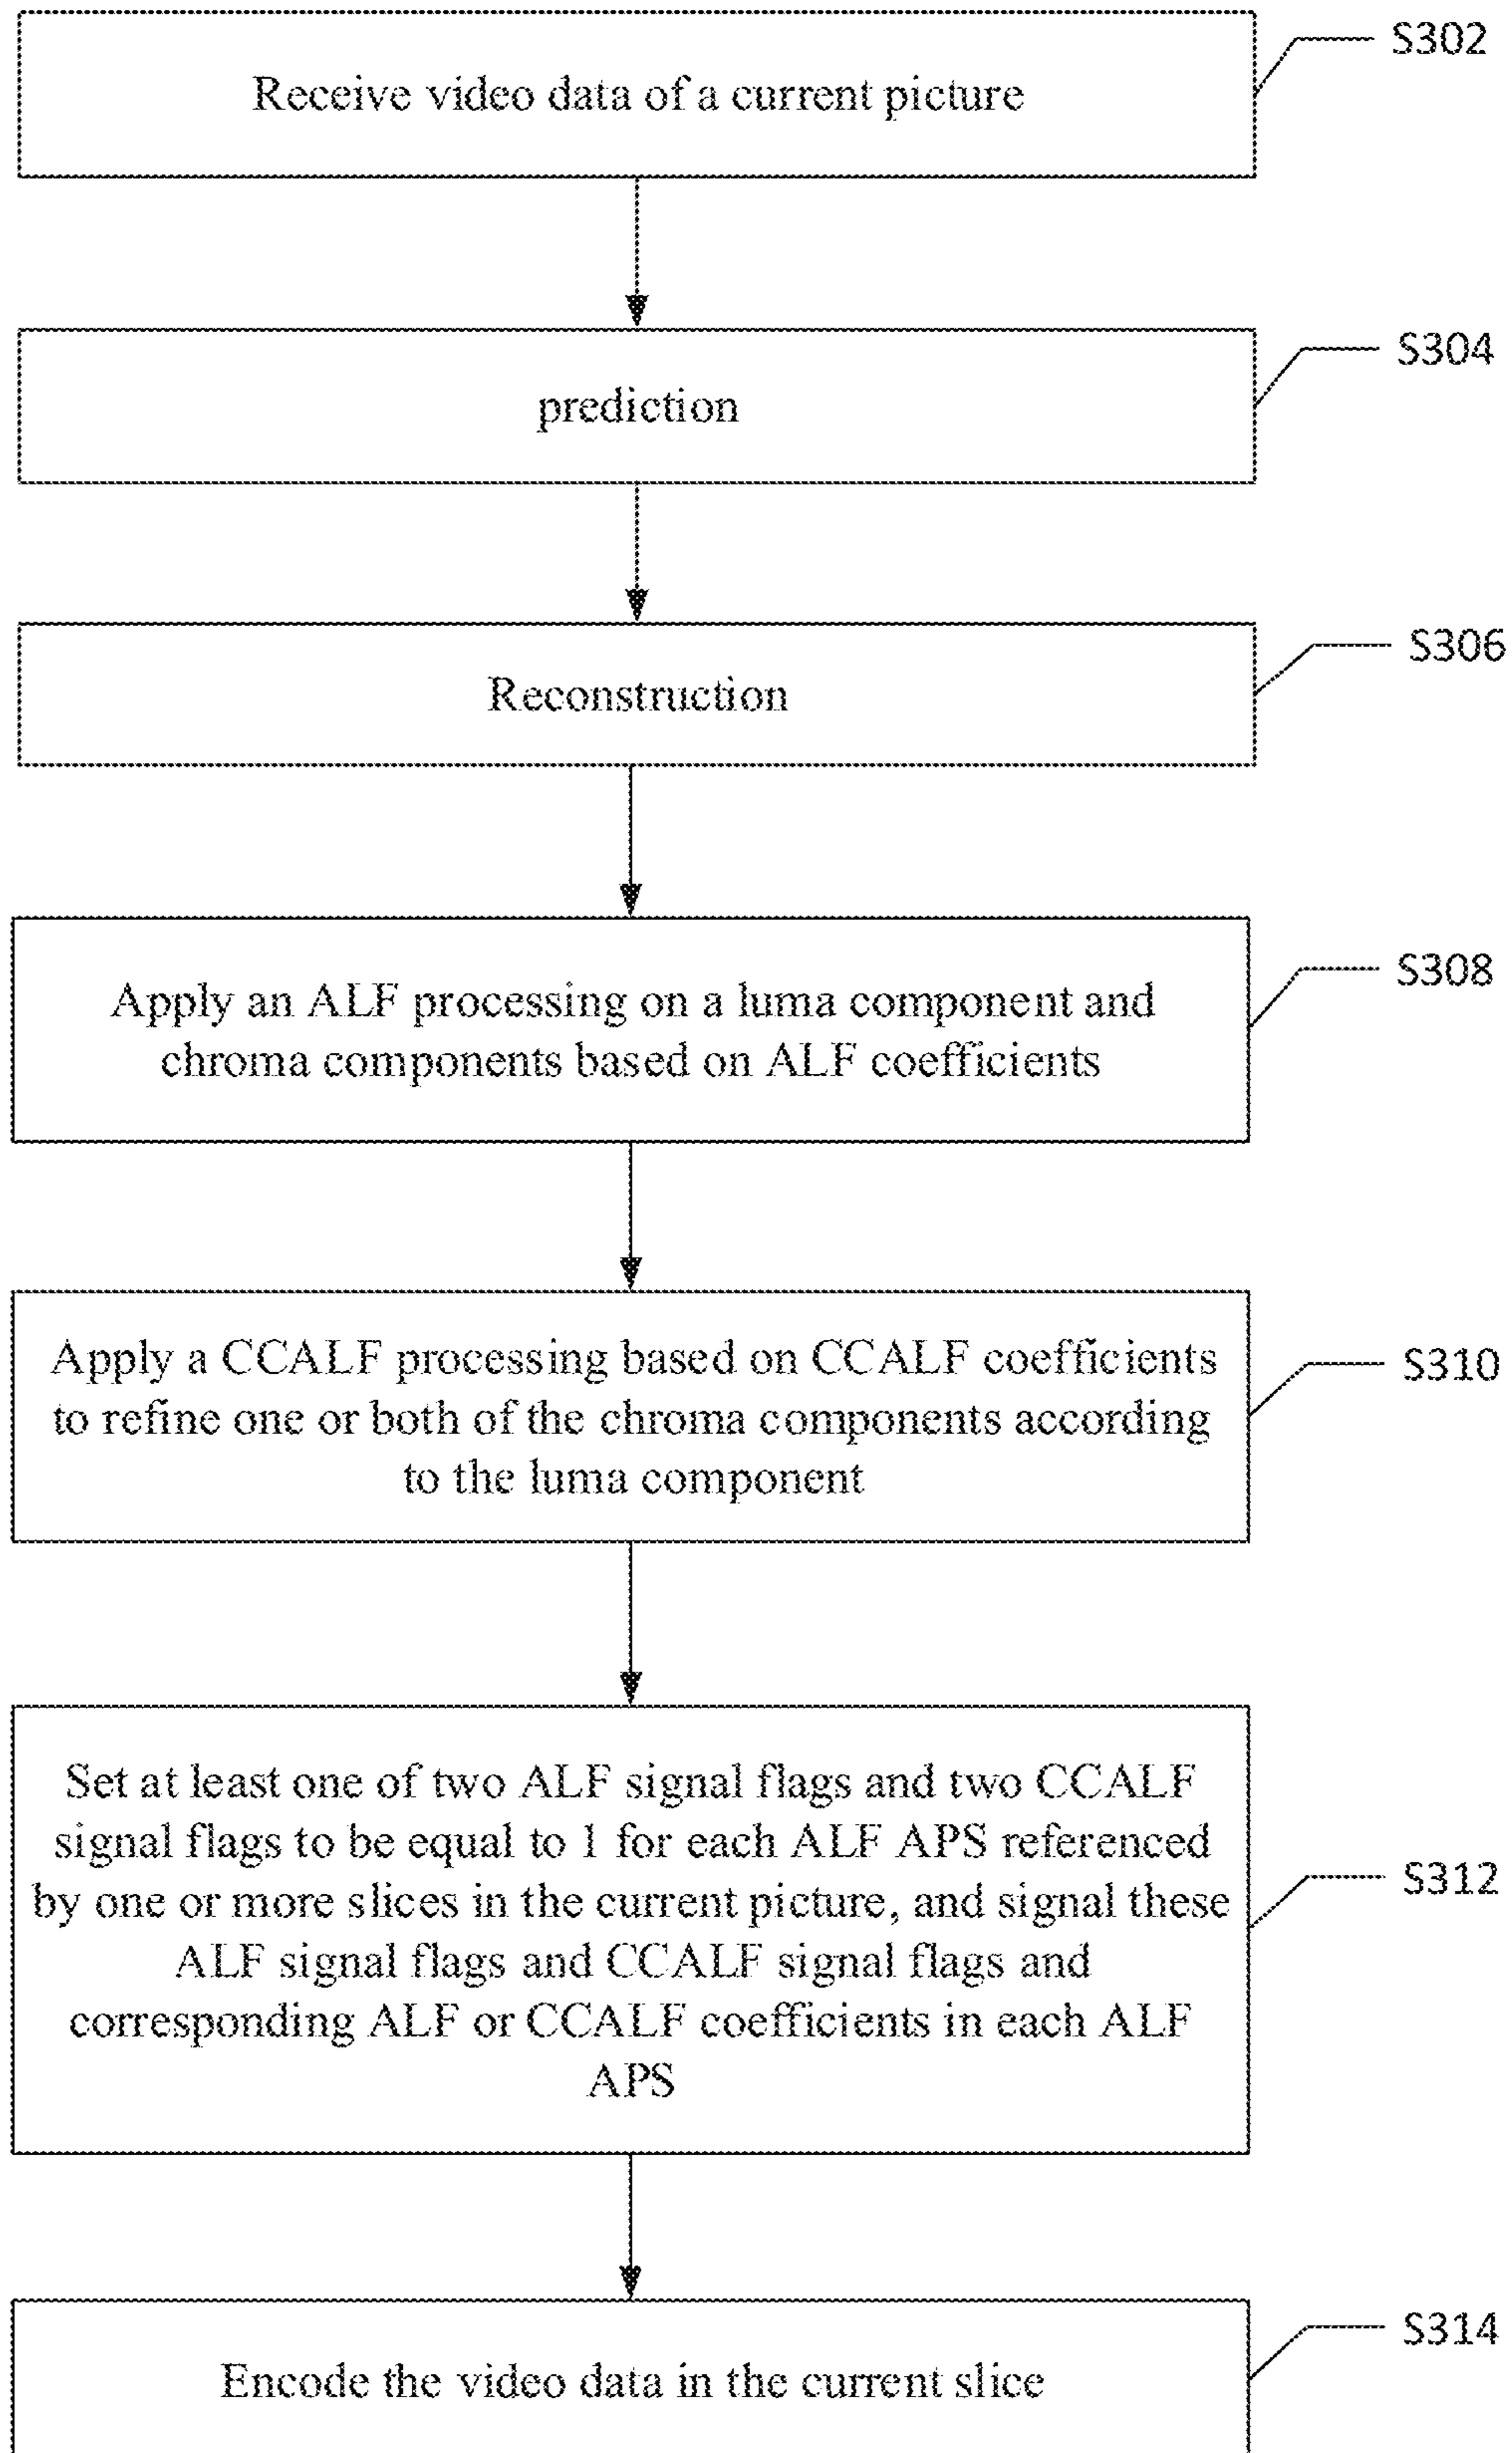 S302
Receive video data of a current picture
S304
prediction
S306
Reconstruction
S308
Apply an ALF processing on a luma component and
chroma components based on ALF coefficients
S310
Apply a CCALF processing based on CCALF coefficients
to refine one or both of the chroma components according
to the luma component
Set at least one of two ALF signal flags and two CCALF
signal flags to be equal to 1 for each ALF APS referenced
S312
by one or more slices in the current picture, and signal these
ALF signal flags and CCALF signal flags and
corresponding ALF or CCALF coefficients in each ALF
APS
S314
Encode the video data in the current slice